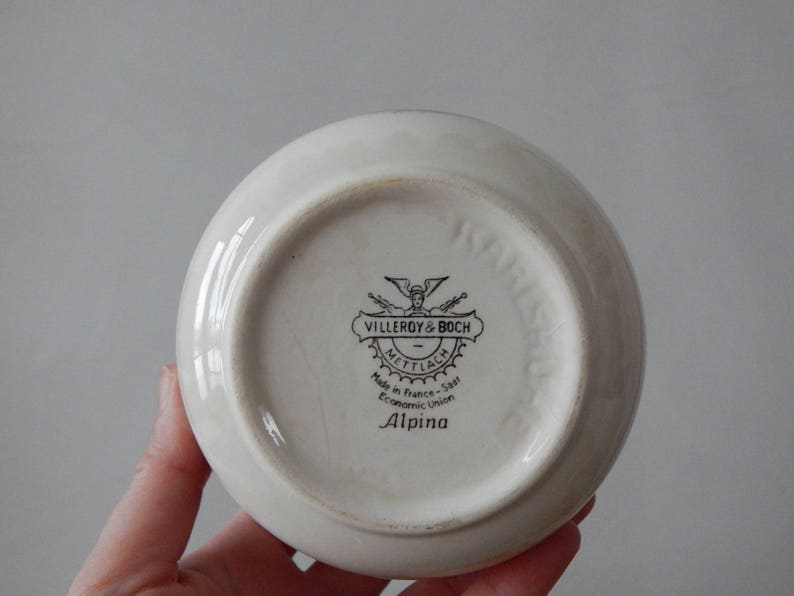 VILLEROY & BOCH
METTLACH
Made in France - Saar
Economic Union
Alpina